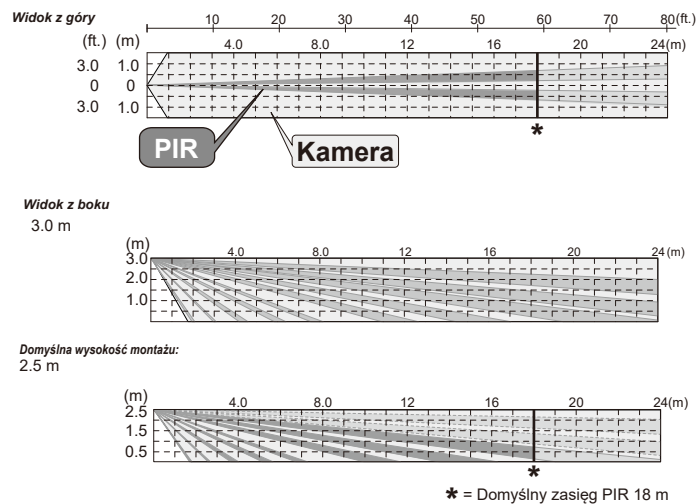 Widok z góry
10 20 30 40 50 60 70 80 (ft.)
(ft.) (m) 4.0 8.0 12 16 20 24 (m)
3.0 1.0
0 0
3.0 1.0
*
PIR Kamera
Widok z boku
3.0 m
(m) 4.0 8.0 12 16 20 24 (m)
3.0
2.0
1.0
Domyślna wysokość montażu:
2.5 m
(m) 4.0 8.0 12 16 20 24 (m)
2.5
1.5
0.5
*
* = Domyślny zasięg PIR 18 m